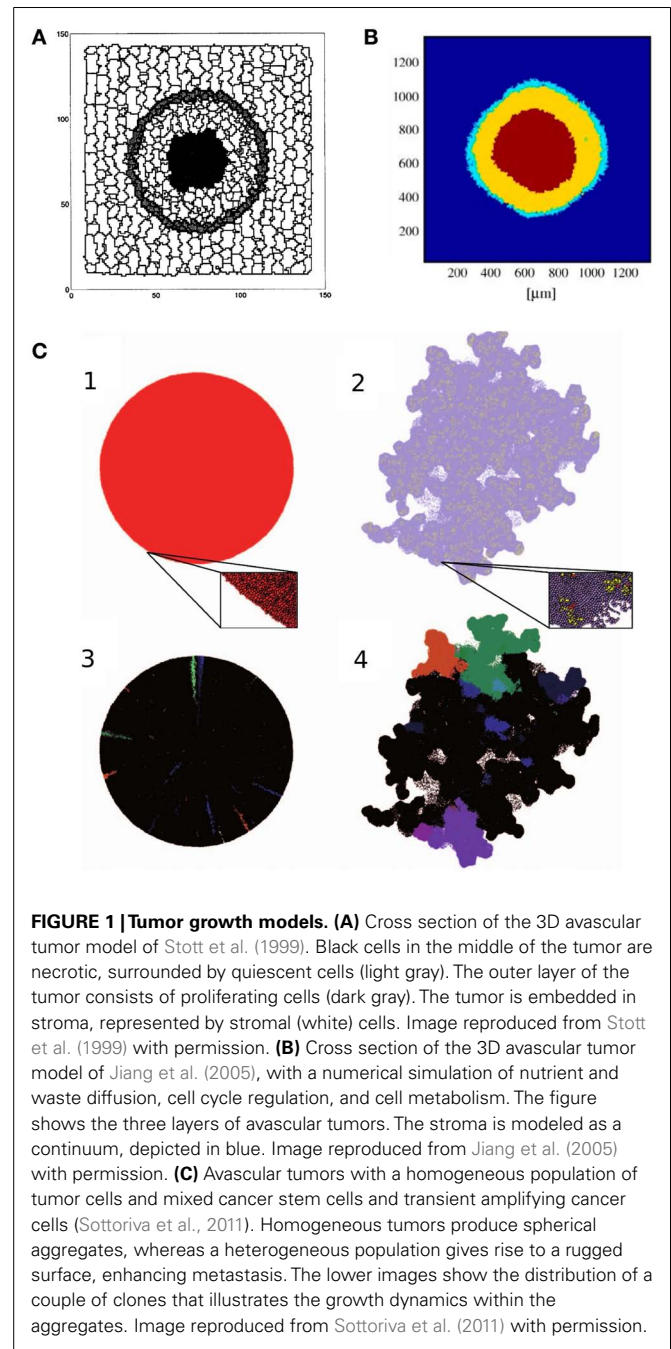 A
150
100
50
0
0
50
100
150
B
1200
1000
800
600
400
200
200 400 600 800 1000 1200
[µm]
C
1
2
3
4
FIGURE 1 | Tumor growth models. (A) Cross section of the 3D avascular
tumor model of Stott et al. (1999). Black cells in the middle of the tumor are
necrotic, surrounded by quiescent cells (light gray). The outer layer of the
tumor consists of proliferating cells (dark gray). The tumor is embedded in
stroma, represented by stromal (white) cells. Image reproduced from Stott
et al. (1999) with permission. (B) Cross section of the 3D avascular tumor
model of Jiang et al. (2005), with a numerical simulation of nutrient and
waste diffusion, cell cycle regulation, and cell metabolism. The figure
shows the three layers of avascular tumors. The stroma is modeled as a
continuum, depicted in blue. Image reproduced from Jiang et al. (2005)
with permission. (C) Avascular tumors with a homogeneous population of
tumor cells and mixed cancer stem cells and transient amplifying cancer
cells (Sottoriva et al., 2011). Homogeneous tumors produce spherical
aggregates, whereas a heterogeneous population gives rise to a rugged
surface, enhancing metastasis. The lower images show the distribution of a
couple of clones that illustrates the growth dynamics within the
aggregates. Image reproduced from Sottoriva et al. (2011) with permission.